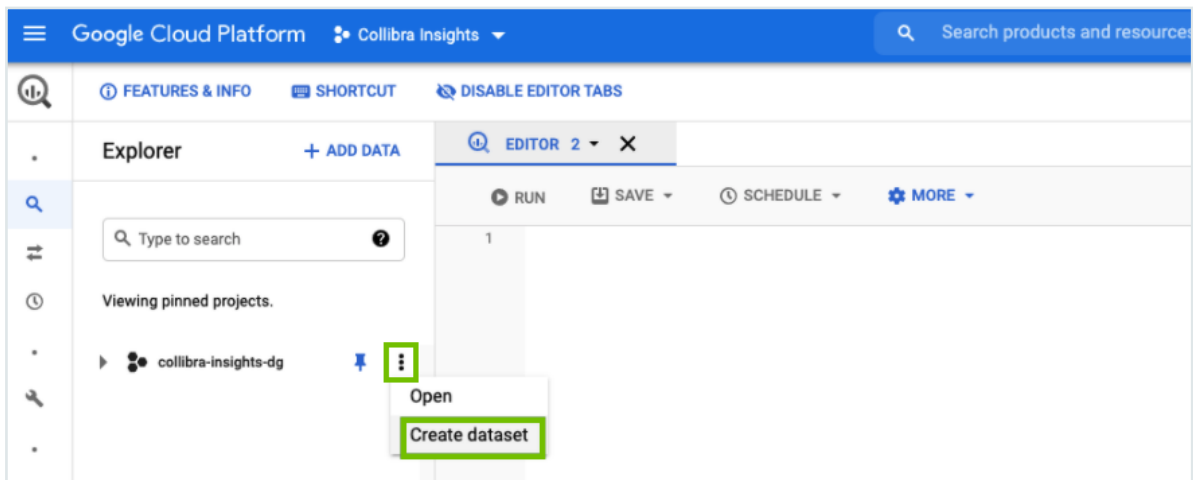 Google Cloud Platform Collibra Insights Search products and resources
FEATURES & INFO SHORTCUT DISABLE EDITOR TABS
Explorer + ADD DATA EDITOR 2
RUN SAVE SCHEDULE MORE
Type to search 1
Viewing pinned projects.
collibra-insights-dg
Open
Create dataset